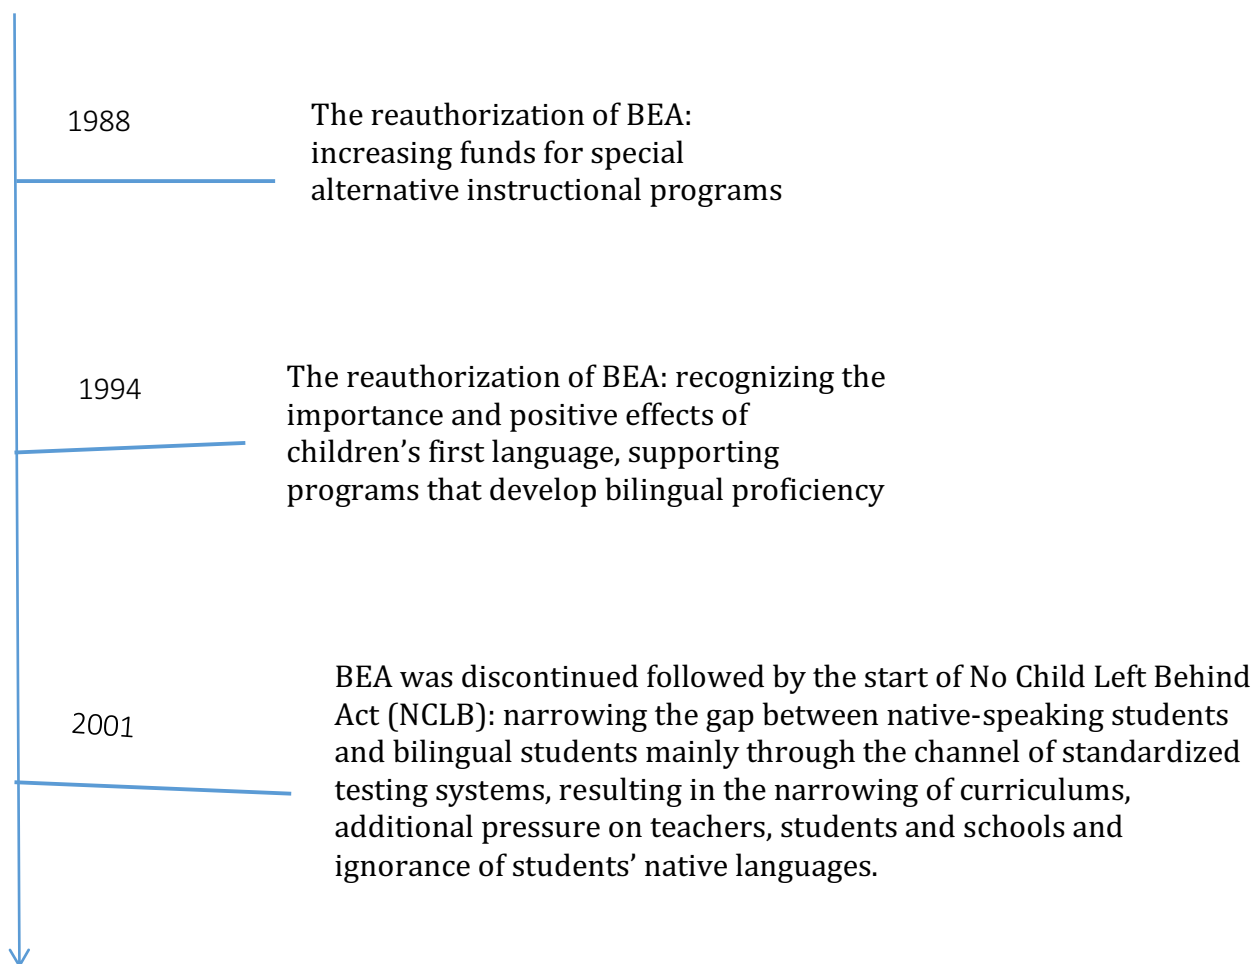 1988
The reauthorization of BEA:
increasing funds for special
alternative instructional programs
1994
The reauthorization of BEA: recognizing the
importance and positive effects of
children’s first language, supporting
programs that develop bilingual proficiency
2001
BEA was discontinued followed by the start of No Child Left Behind
Act (NCLB): narrowing the gap between native-speaking students
and bilingual students mainly through the channel of standardized
testing systems, resulting in the narrowing of curriculums,
additional pressure on teachers, students and schools and
ignorance of students’ native languages.